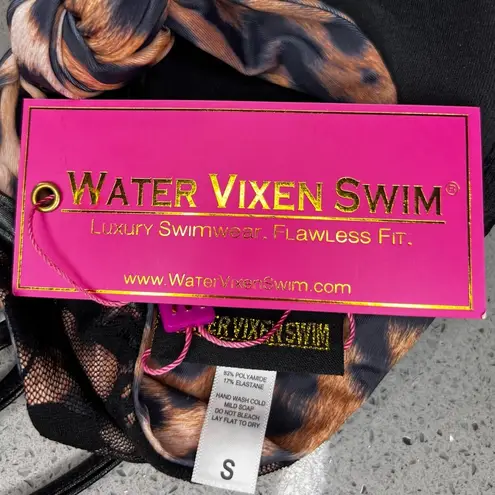 WATER VIXEN SWIM®
LUXURY SWIMWEAR. FLAWLESS FIT.
WWW.WATERVIXENSWIM.COM
ER VIXEN SWIM
83% POLYAMIDE
17% ELASTANE
HAND WASH COLD
MILD SOAP
DO NOT BLEACH
LAY FLAT TO DRY
S